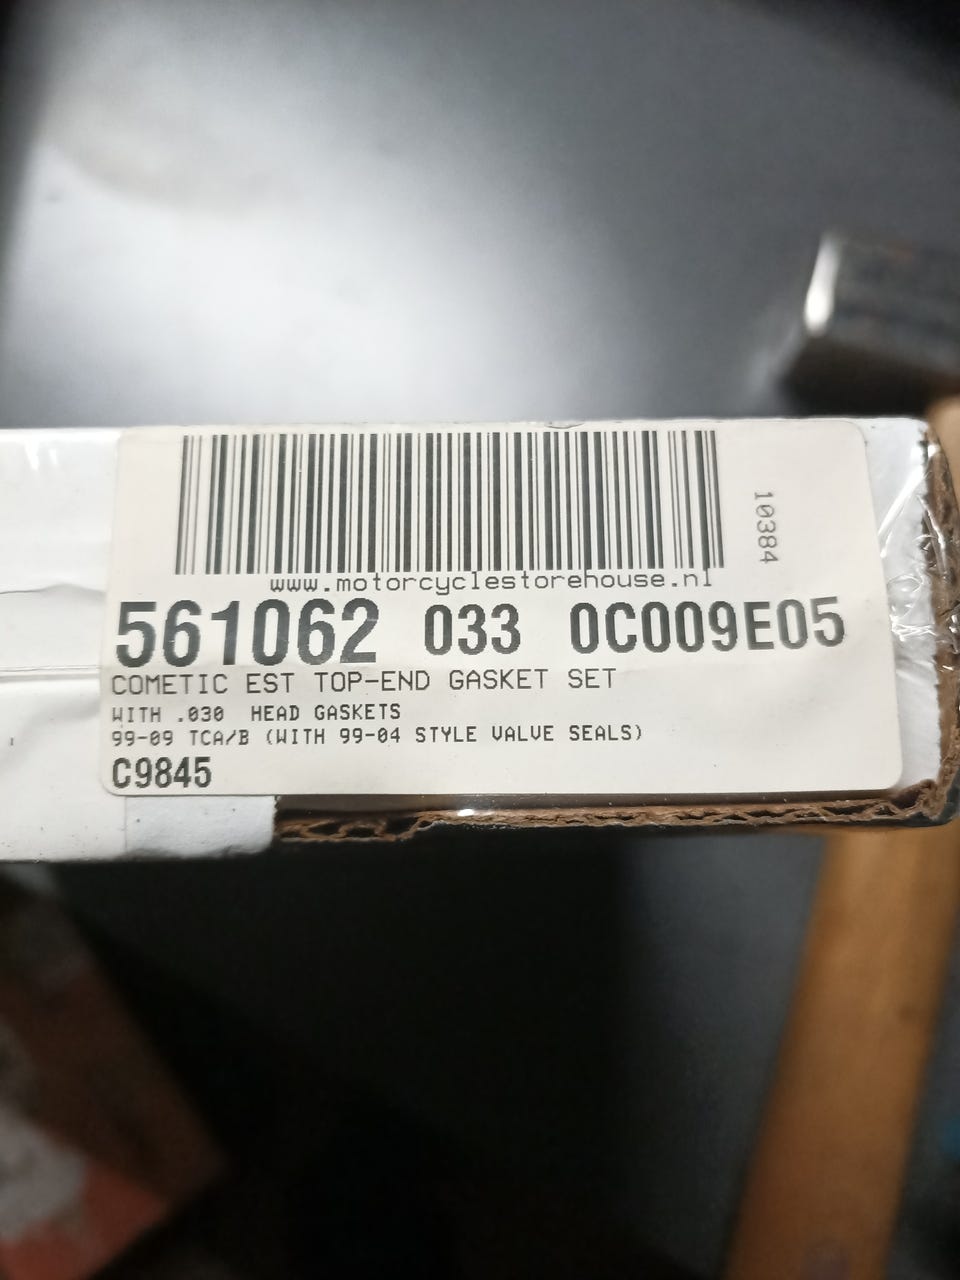 10384
www.motorcyclestorehouse.nl
561062 033 0C009E05
COMETIC EST TOP-END GASKET SET
WITH .030 HEAD GASKETS
99-09 TCA/B (WITH 99-04 STYLE VALVE SEALS)
C9845